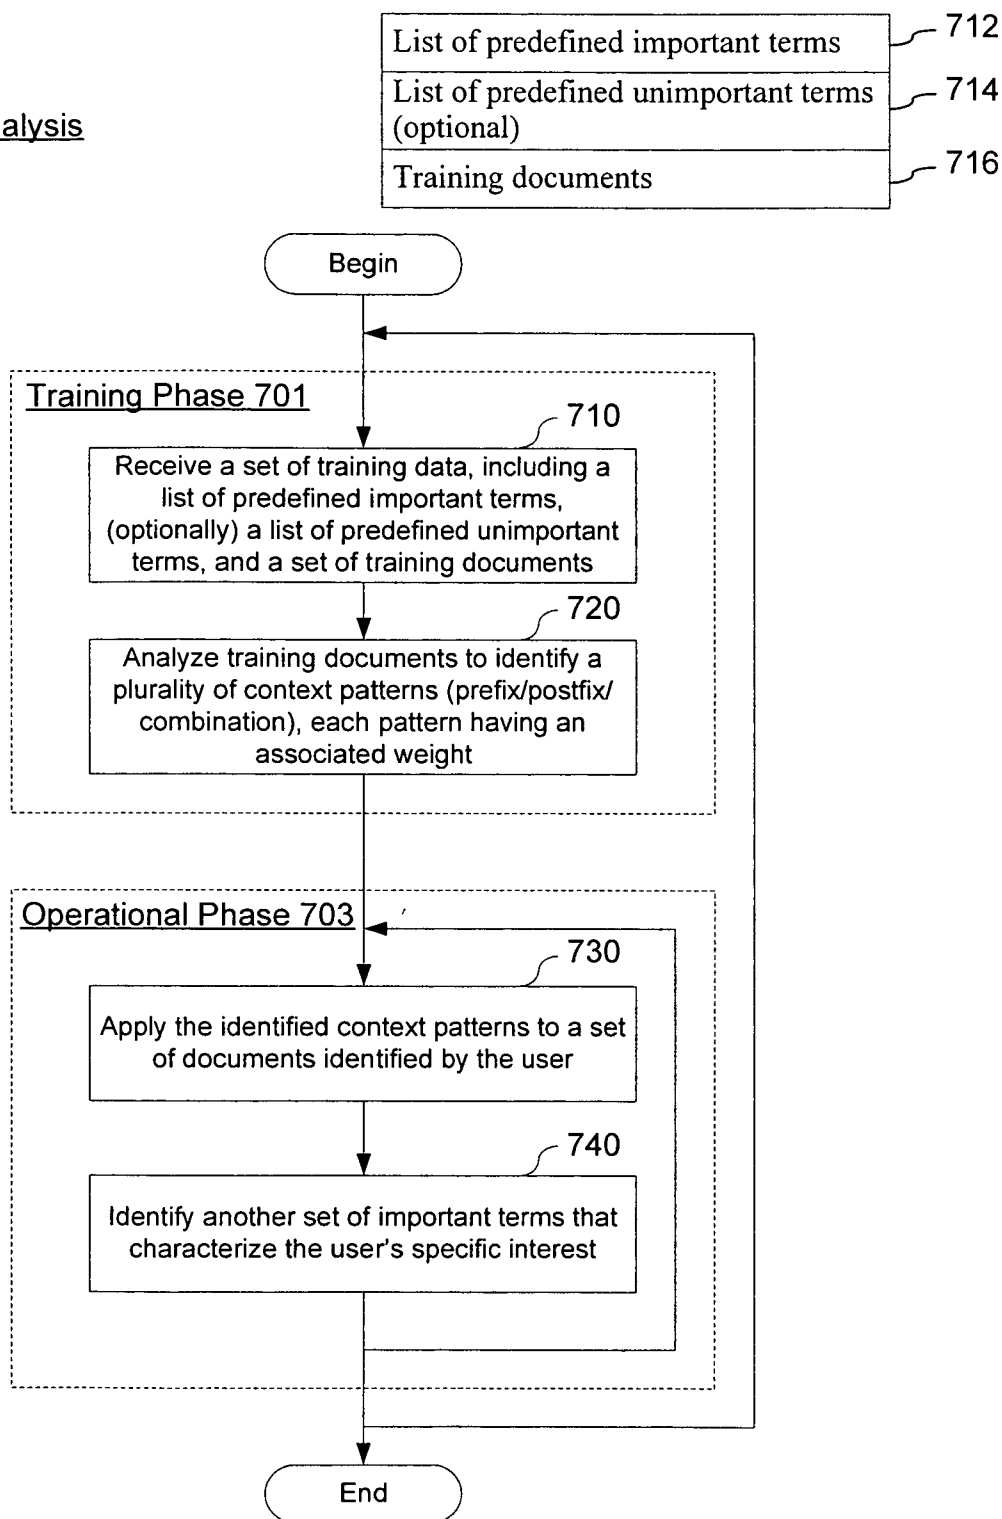 List of predefined important terms
712
List of predefined unimportant terms
(optional)
714
Training documents
716
alysis
Begin
Training Phase 701
710
Receive a set of training data, including a
list of predefined important terms,
(optionally) a list of predefined unimportant
terms, and a set of training documents
720
Analyze training documents to identify a
plurality of context patterns (prefix/postfix/
combination), each pattern having an
associated weight
Operational Phase 703
730
Apply the identified context patterns to a set
of documents identified by the user
740
Identify another set of important terms that
characterize the user's specific interest
End